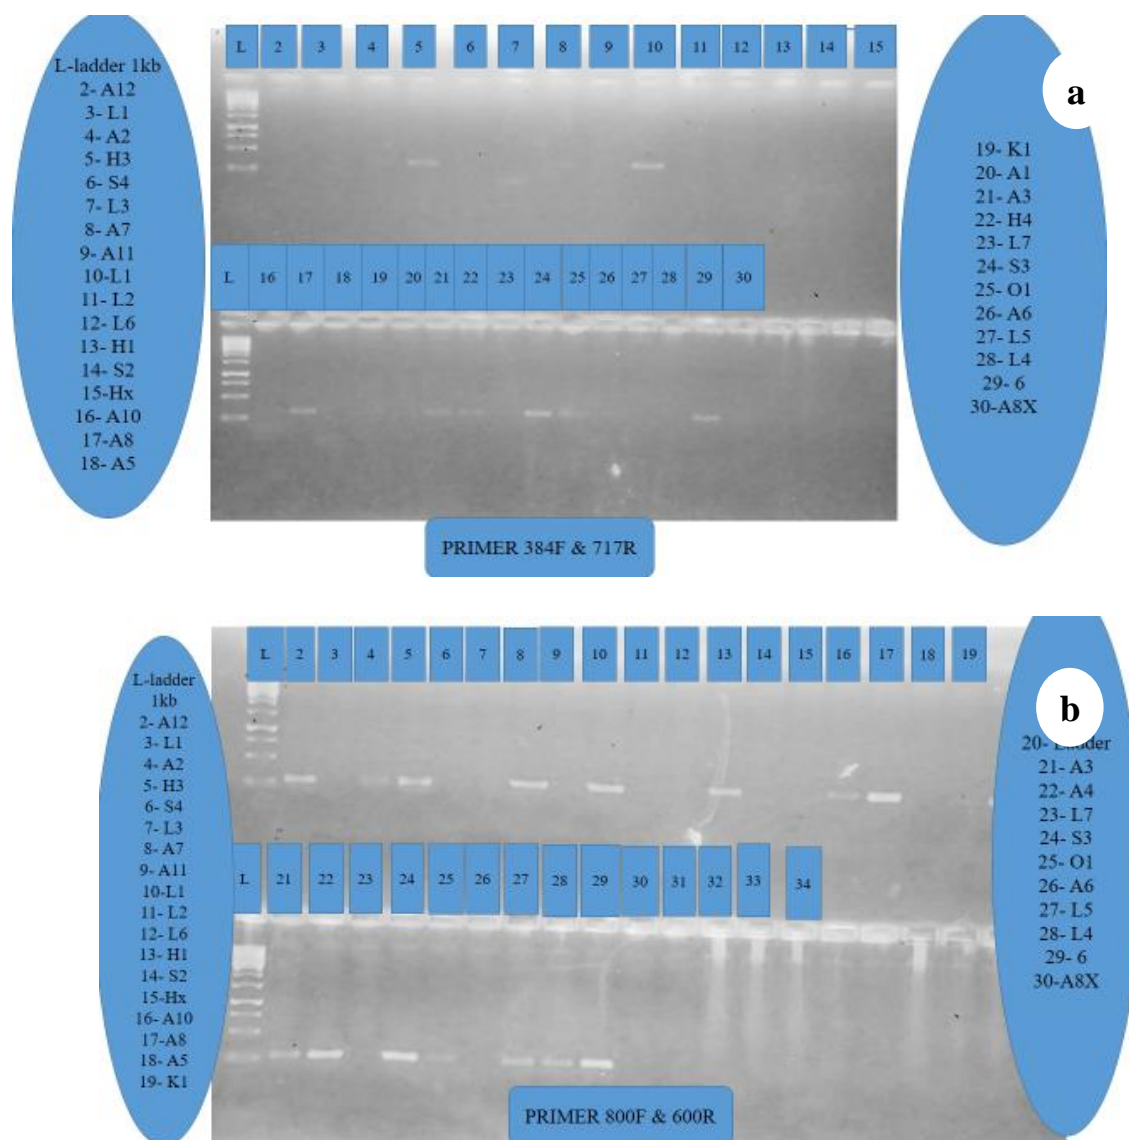 L 2 3 4 5 6 7 8 9 10 11 12 13 14 15
L-ladder 1kb
2- A12
3- L1
4- A2
5- H3
6- S4
7- L3
8- A7
9- A11
10-L1
11- L2
12- L6
13- H1
14- S2
15-Hx
16- A10
17-A8
18- A5
a
19- K1
20- A1
21- A3
22- H4
23- L7
24- S3
25- O1
26- A6
27- L5
28- L4
29- 6
30-A8X
L 16 17 18 19 20 21 22 23 24 25 26 27 28 29 30
PRIMER 384F & 717R
L 2 3 4 5 6 7 8 9 10 11 12 13 14 15 16 17 18 19
L-ladder
1kb
2- A12
3- L1
4- A2
5- H3
6- S4
7- L3
8- A7
9- A11
10-L1
11- L2
12- L6
13- H1
14- S2
15-Hx
16- A10
17-A8
18- A5
19- K1
b
20- Ladder
21- A3
22- A4
23- L7
24- S3
25- O1
26- A6
27- L5
28- L4
29- 6
30-A8X
L 21 22 23 24 25 26 27 28 29 30 31 32 33 34
PRIMER 800F & 600R